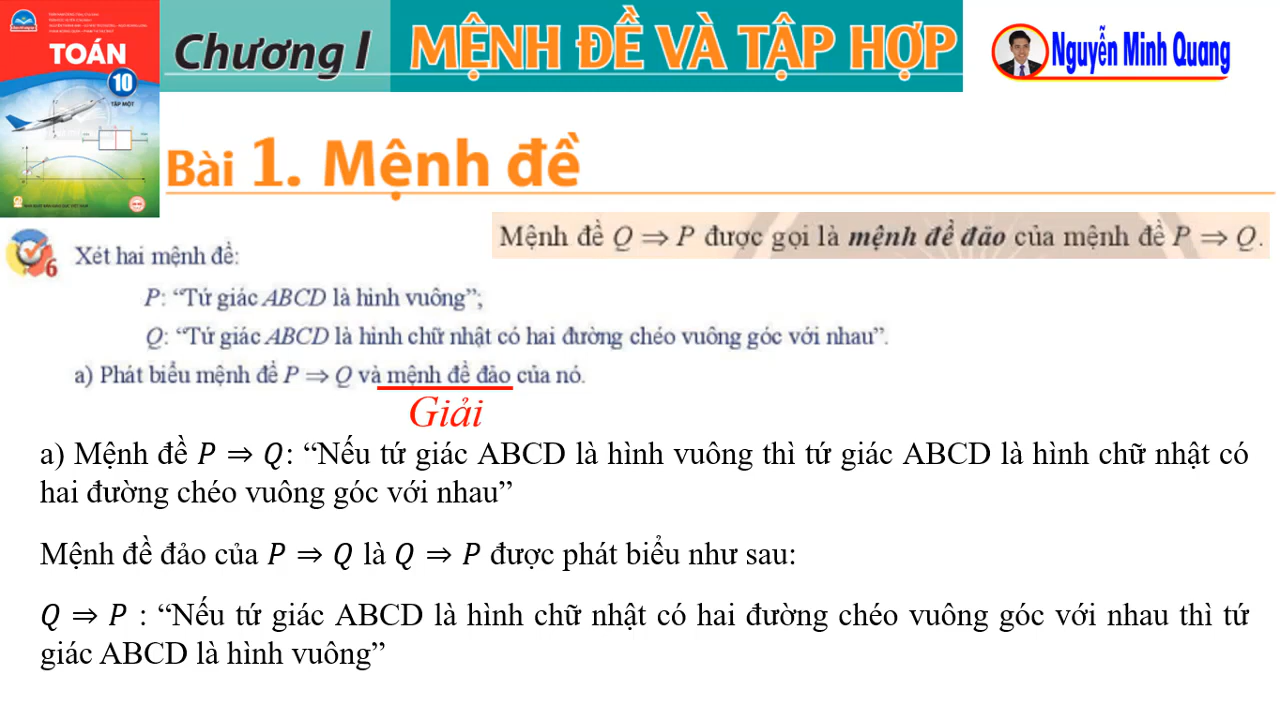 TOÁN
10
TẬP MỘT
Chương I
MỆNH ĐỀ VÀ TẬP HỢP
Nguyễn Minh Quang
Bài 1. Mệnh đề
Mệnh đề Q ⇒ P được gọi là mệnh đề đảo của mệnh đề P ⇒ Q.
6
Xét hai mệnh đề:
P: “Tứ giác ABCD là hình vuông”;
Q: “Tứ giác ABCD là hình chữ nhật có hai đường chéo vuông góc với nhau”.
a) Phát biểu mệnh đề P ⇒ Q và mệnh đề đảo của nó.
Giải
a) Mệnh đề P ⇒ Q: “Nếu tứ giác ABCD là hình vuông thì tứ giác ABCD là hình chữ nhật có
hai đường chéo vuông góc với nhau”
Mệnh đề đảo của P ⇒ Q là Q ⇒ P được phát biểu như sau:
Q ⇒ P : “Nếu tứ giác ABCD là hình chữ nhật có hai đường chéo vuông góc với nhau thì tứ
giác ABCD là hình vuông”